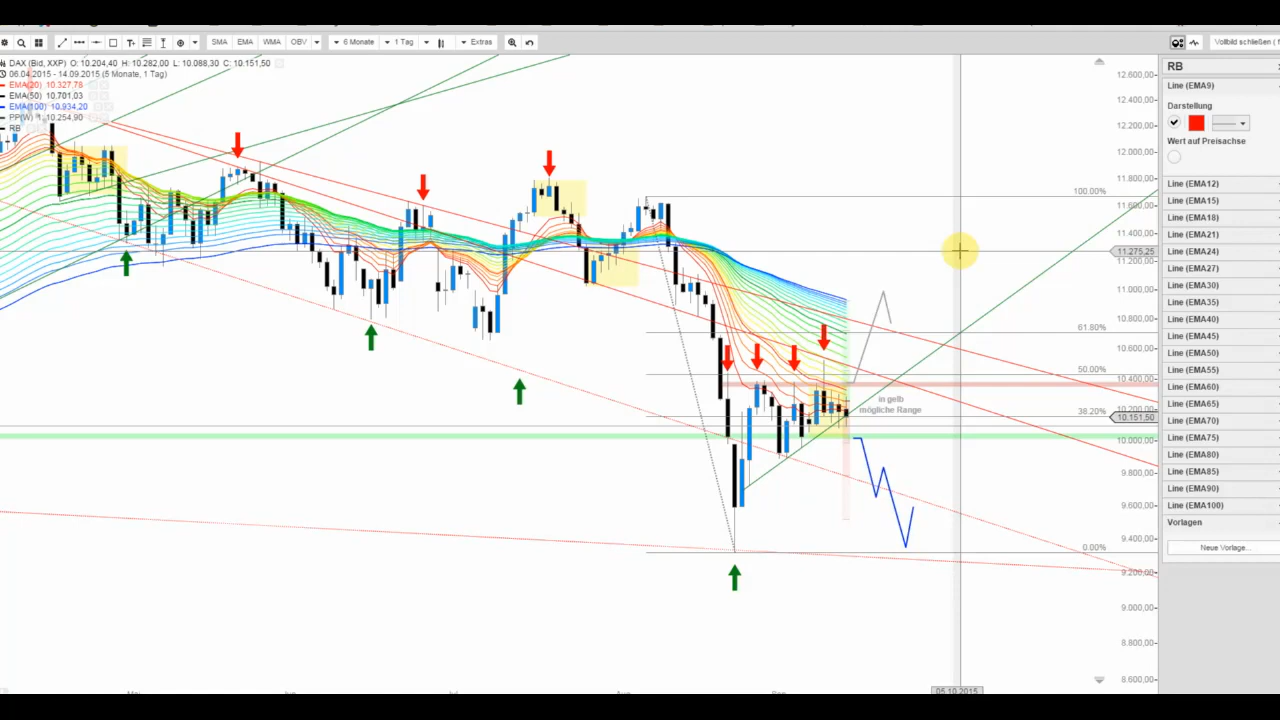 SMA EMA WMA OBV 6 Monate 1 Tag Extras Vollbild schließen ( f
DAX (Bid, XXP) O: 10.204,40 H: 10.282,00 L: 10.088,30 C: 10.151,50
06.04.2015 - 14.09.2015 (5 Monate, 1 Tag)
EMA(20) 10.327,78
EMA(50) 10.701,03
EMA(100) 10.934,20
PP(W) 10.254,90
RB
100.00%
61.80%
50.00%
38.20%
0.00%
in gelb
mögliche Range
12.600,00
12.400,00
12.200,00
12.000,00
11.800,00
11.600,00
11.400,00
11.275,25
11.200,00
11.000,00
10.800,00
10.600,00
10.400,00
10.200,00
10.151,50
10.000,00
9.800,00
9.600,00
9.400,00
9.200,00
9.000,00
8.800,00
8.600,00
05.10.2015
RB
Line (EMA9)
Darstellung
Wert auf Preisachse
Line (EMA12)
Line (EMA15)
Line (EMA18)
Line (EMA21)
Line (EMA24)
Line (EMA27)
Line (EMA30)
Line (EMA35)
Line (EMA40)
Line (EMA45)
Line (EMA50)
Line (EMA55)
Line (EMA60)
Line (EMA65)
Line (EMA70)
Line (EMA75)
Line (EMA80)
Line (EMA85)
Line (EMA90)
Line (EMA100)
Vorlagen
Neue Vorlage...